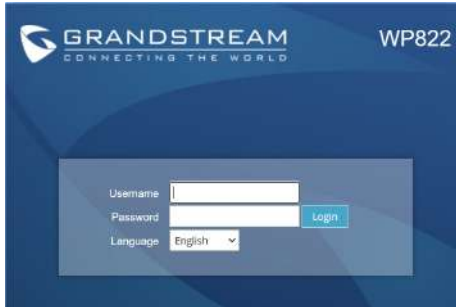 GRANDSTREAM
CONNECTING THE WORLD
WP822
Username
Password
Login
Language
English